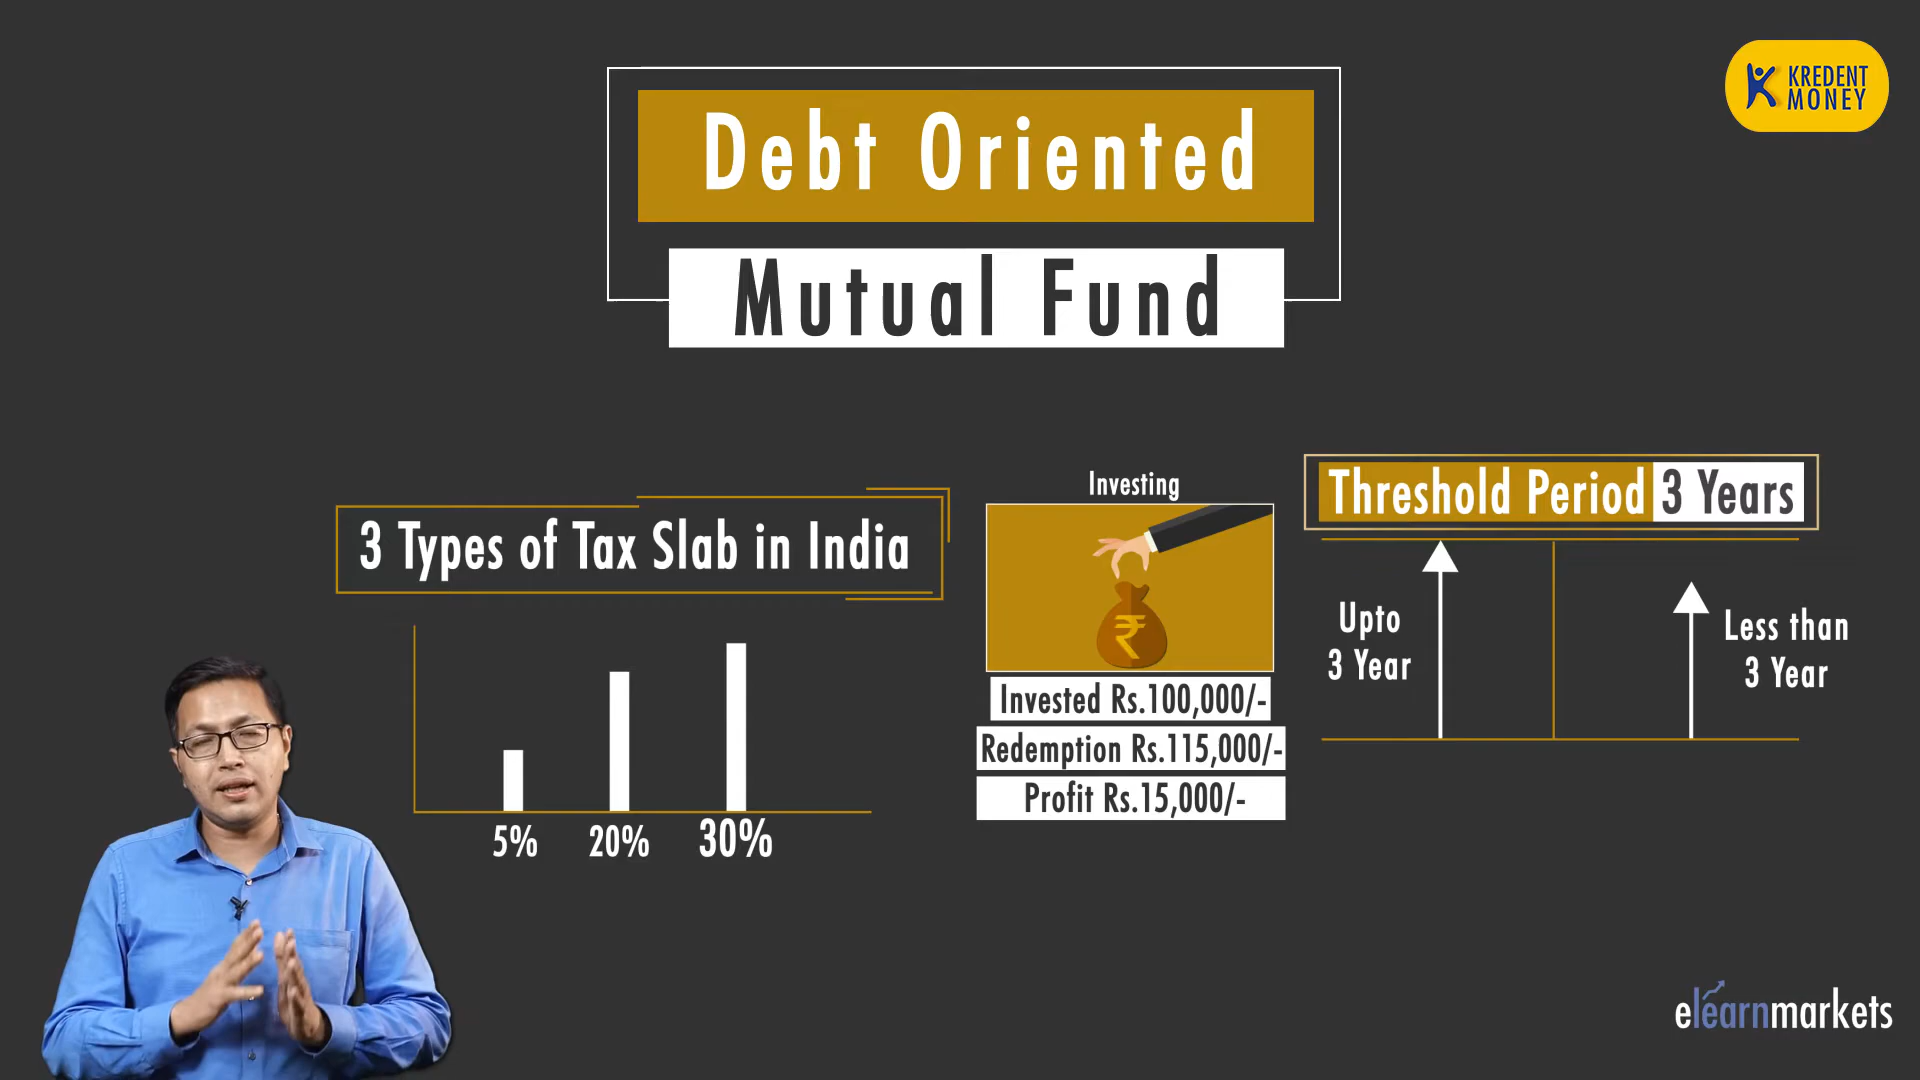 KREDENT
MONEY
Debt Oriented
Mutual Fund
3 Types of Tax Slab in India
5%
20%
30%
Investing
₹
Invested Rs.100,000/-
Redemption Rs.115,000/-
Profit Rs.15,000/-
Threshold Period 3 Years
Upto
3 Year
Less than
3 Year
elearnmarkets